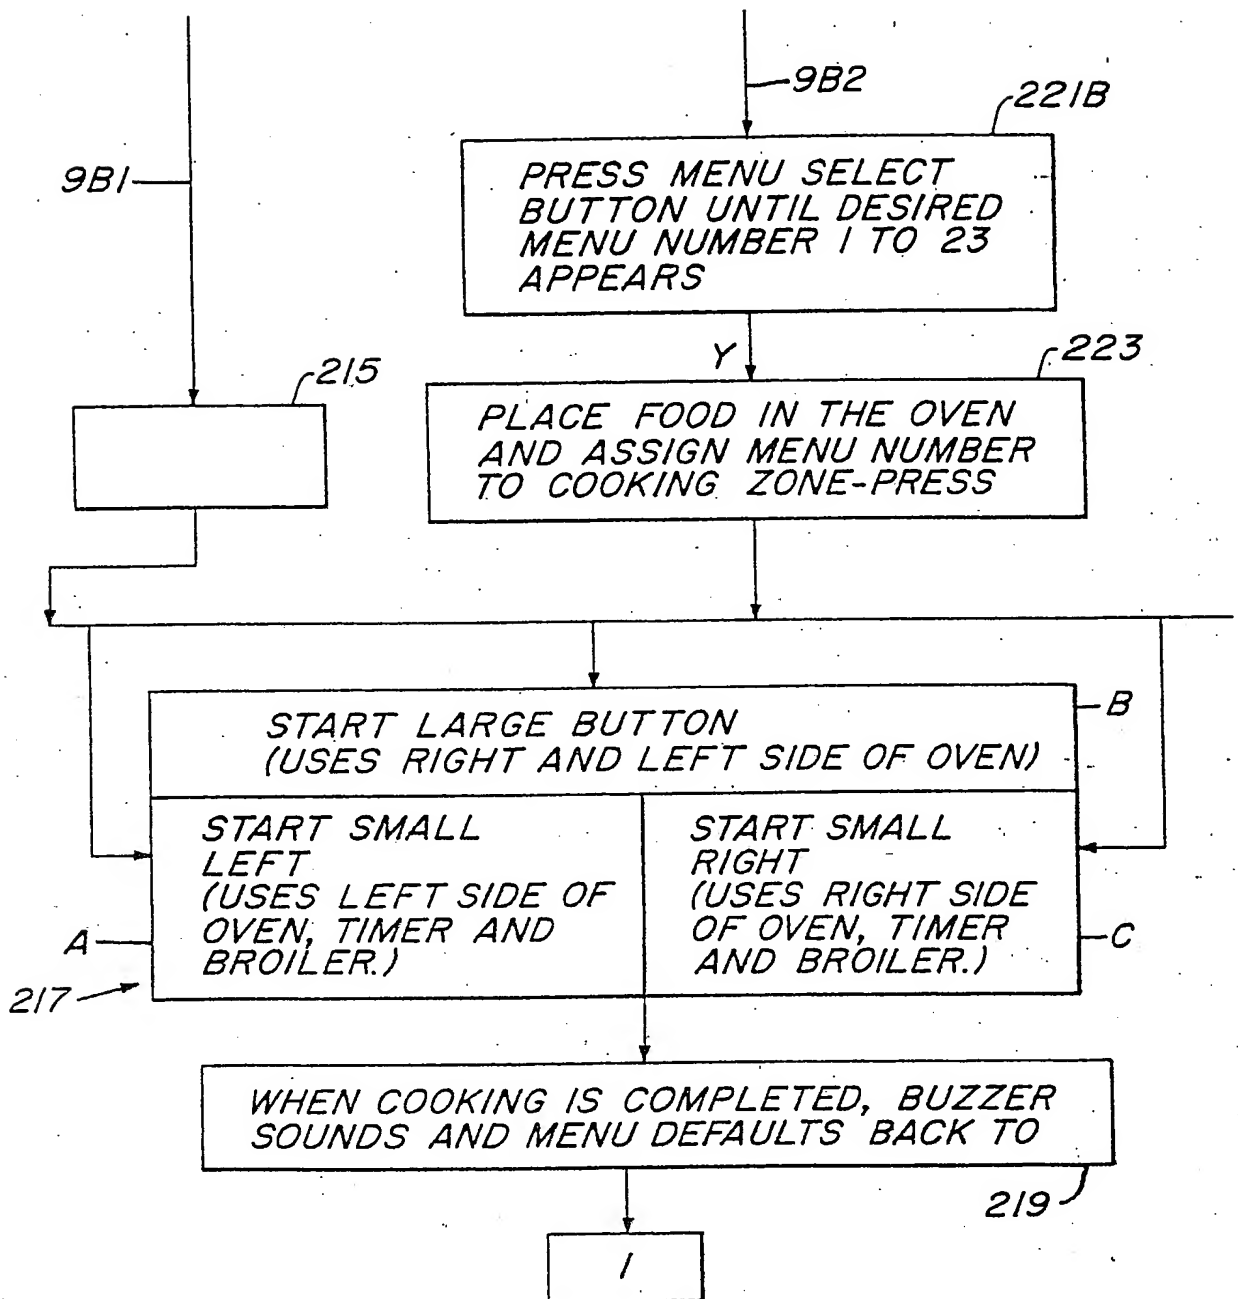 9B2
221B
9B1
PRESS MENU SELECT
BUTTON UNTIL DESIRED
MENU NUMBER 1 TO 23
APPEARS
Y
223
215
PLACE FOOD IN THE OVEN
AND ASSIGN MENU NUMBER
TO COOKING ZONE-PRESS
START LARGE BUTTON
(USES RIGHT AND LEFT SIDE OF OVEN)
B
START SMALL
LEFT
(USES LEFT SIDE OF
OVEN, TIMER AND
BROILER.)
A
217
START SMALL
RIGHT
(USES RIGHT SIDE
OF OVEN, TIMER
AND BROILER.)
C
WHEN COOKING IS COMPLETED, BUZZER
SOUNDS AND MENU DEFAULTS BACK TO
219
1